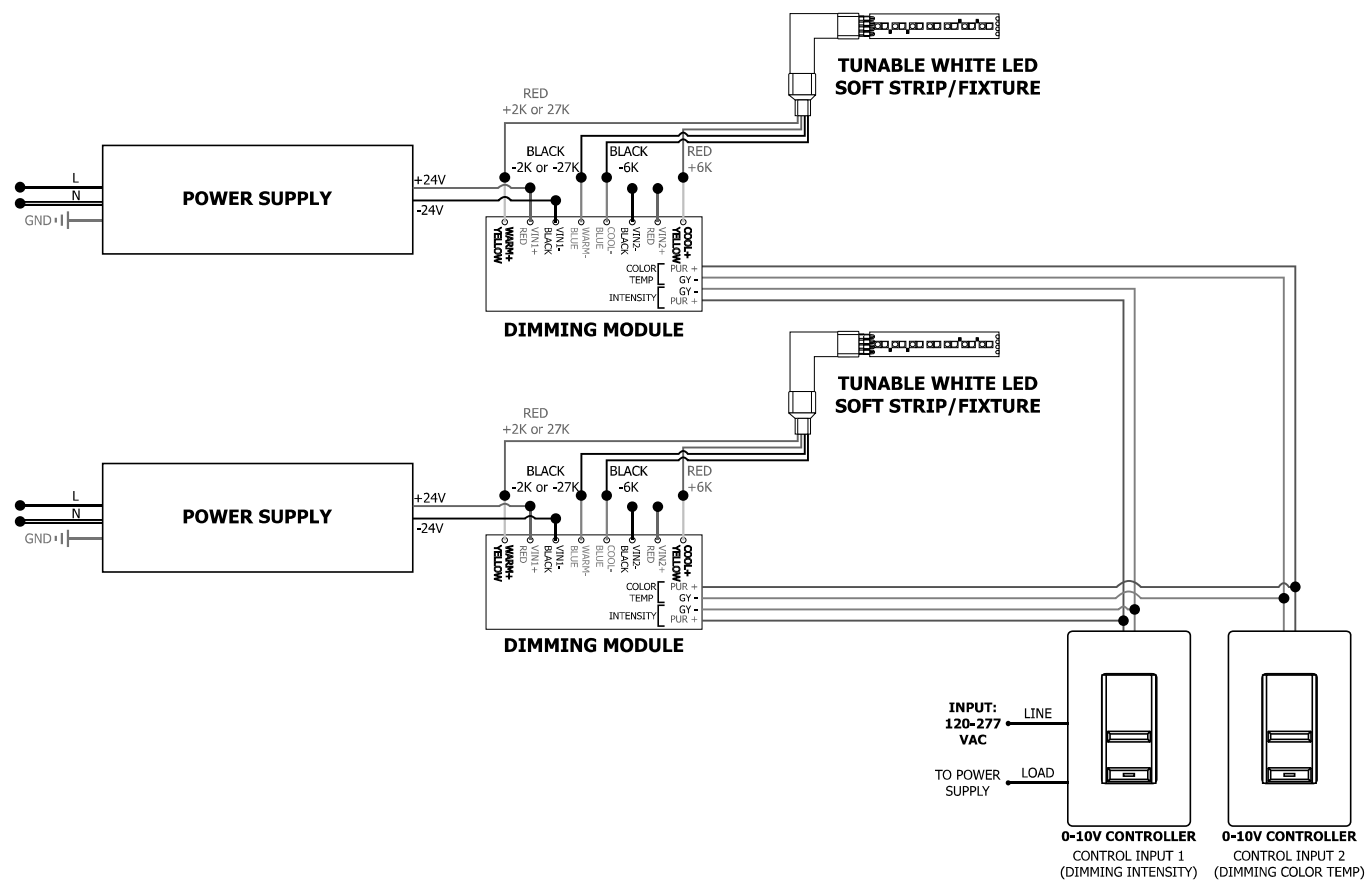 TUNABLE WHITE LED
SOFT STRIP/FIXTURE
RED
+2K or 27K
BLACK
-2K or -27K
BLACK
-6K
RED
+6K
L
N
GND
POWER SUPPLY
+24V
-24V
WARM+
YELLOW
VIN1+
RED
VIN1-
BLACK
WARM-
BLUE
COOL-
BLUE
VIN2-
BLACK
VIN2+
RED
COOL+
YELLOW
COLOR
TEMP
PUR +
GY -
INTENSITY
GY -
PUR +
DIMMING MODULE
TUNABLE WHITE LED
SOFT STRIP/FIXTURE
RED
+2K or 27K
BLACK
-2K or -27K
BLACK
-6K
RED
+6K
L
N
GND
POWER SUPPLY
+24V
-24V
WARM+
YELLOW
VIN1+
RED
VIN1-
BLACK
WARM-
BLUE
COOL-
BLUE
VIN2-
BLACK
VIN2+
RED
COOL+
YELLOW
COLOR
TEMP
PUR +
GY -
INTENSITY
GY -
PUR +
DIMMING MODULE
INPUT:
120-277
VAC
LINE
TO POWER
SUPPLY
LOAD
0-10V CONTROLLER
CONTROL INPUT 1
(DIMMING INTENSITY)
0-10V CONTROLLER
CONTROL INPUT 2
(DIMMING COLOR TEMP)